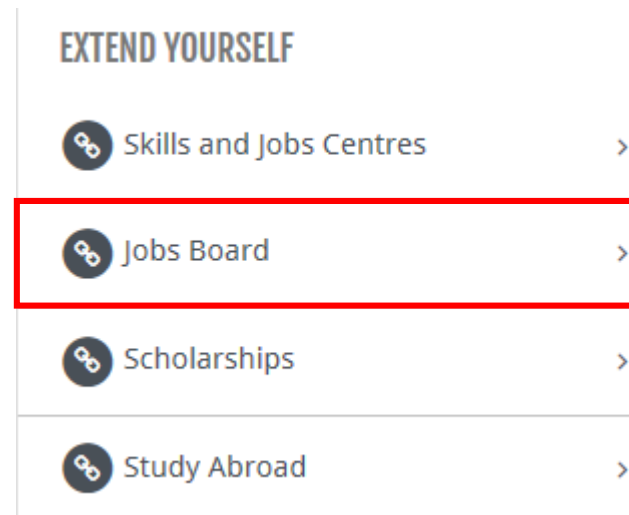 EXTEND YOURSELF
Skills and Jobs Centres
Jobs Board
Scholarships
Study Abroad